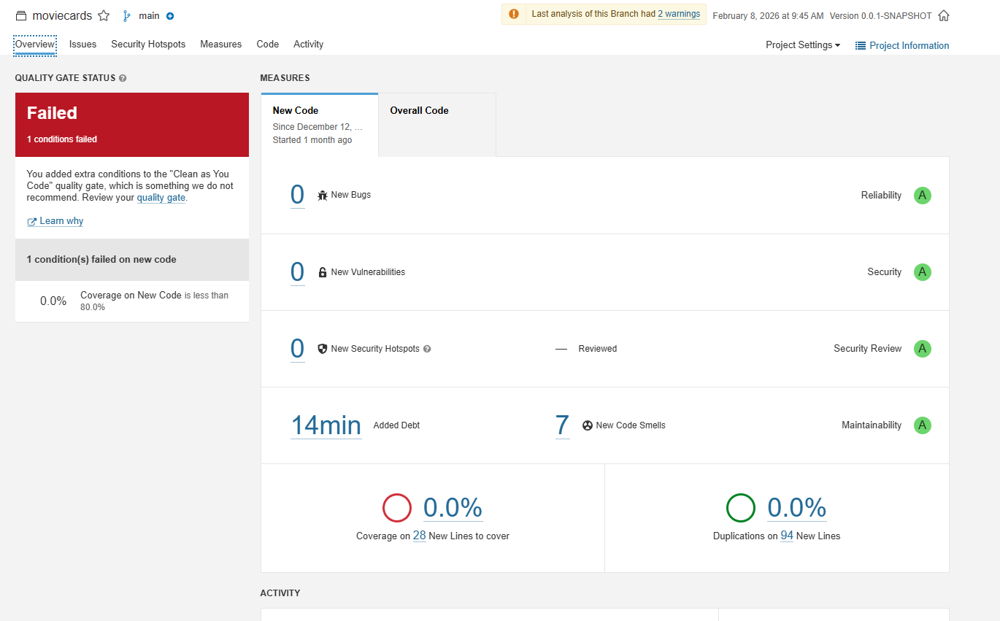 moviecards main
Last analysis of this Branch had 2 warnings February 8, 2026 at 9:45 AM Version 0.0.1-SNAPSHOT
Overview Issues Security Hotspots Measures Code Activity
Project Settings Project Information
QUALITY GATE STATUS
Failed
1 conditions failed
You added extra conditions to the "Clean as You
Code" quality gate, which is something we do not
recommend. Review your quality gate.
Learn why
1 condition(s) failed on new code
0.0% Coverage on New Code is less than
80.0%
MEASURES
New Code
Since December 12, ...
Started 1 month ago
Overall Code
0 New Bugs Reliability A
0 New Vulnerabilities Security A
0 New Security Hotspots — Reviewed Security Review A
14min Added Debt 7 New Code Smells Maintainability A
0.0%
Coverage on 28 New Lines to cover
0.0%
Duplications on 94 New Lines
ACTIVITY